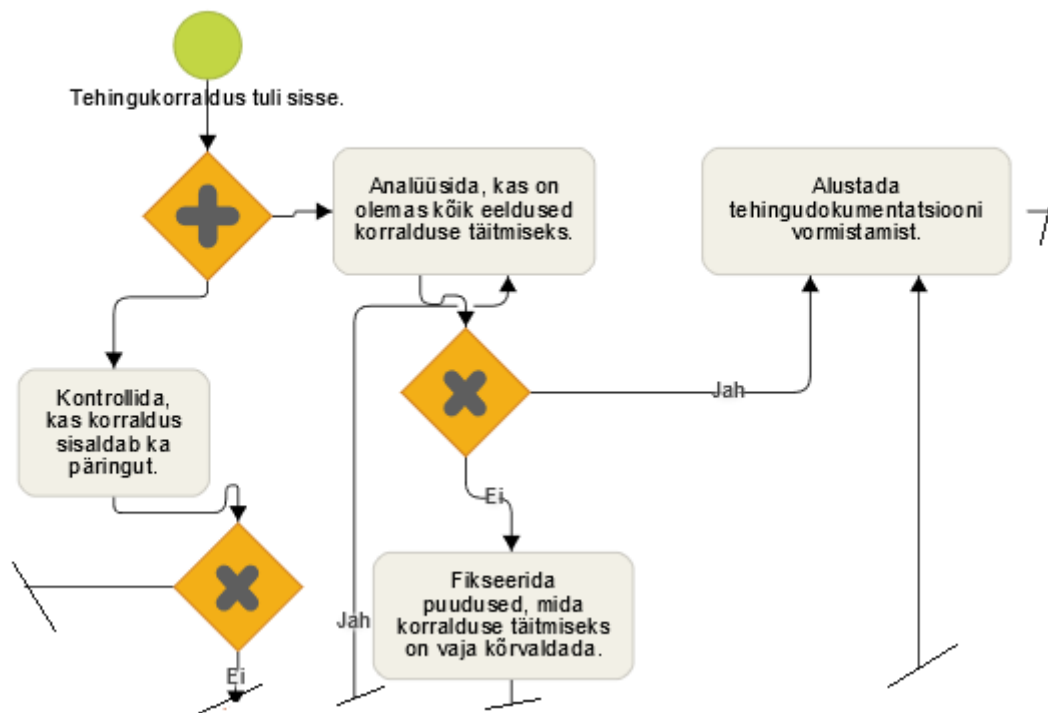 Tehingukorraldus tuli sisse.
Analüüsida, kas on
olemas kõik eeldused
korralduse täitmiseks.
Alustada
tehingudokumentatsiooni
vormistamist.
Kontrollida,
kas korraldus
sisaldab ka
päringut.
Jah
Ei
Fikseerida
puudused, mida
korralduse täitmiseks
on vaja kõrvaldada.
Jah
Ei